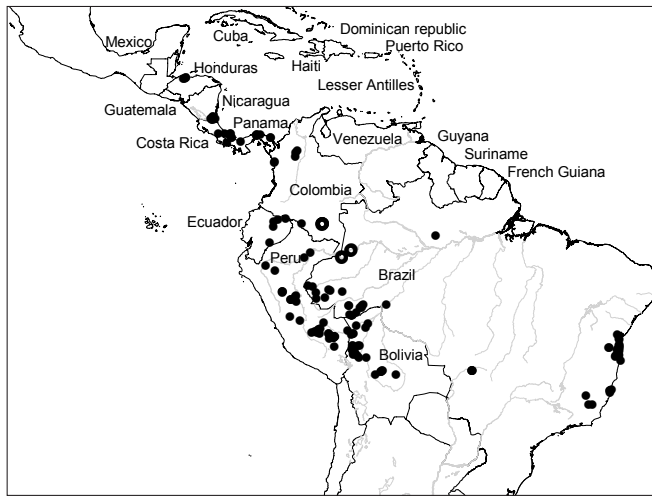 Dominican republic
Cuba
Mexico
Puerto Rico
Haiti
Honduras
Lesser Antilles
Nicaragua
Guatemala
Panama
Costa Rica
Venezuela
Guyana
Suriname
French Guiana
Colombia
Ecuador
Peru
Brazil
Bolivia